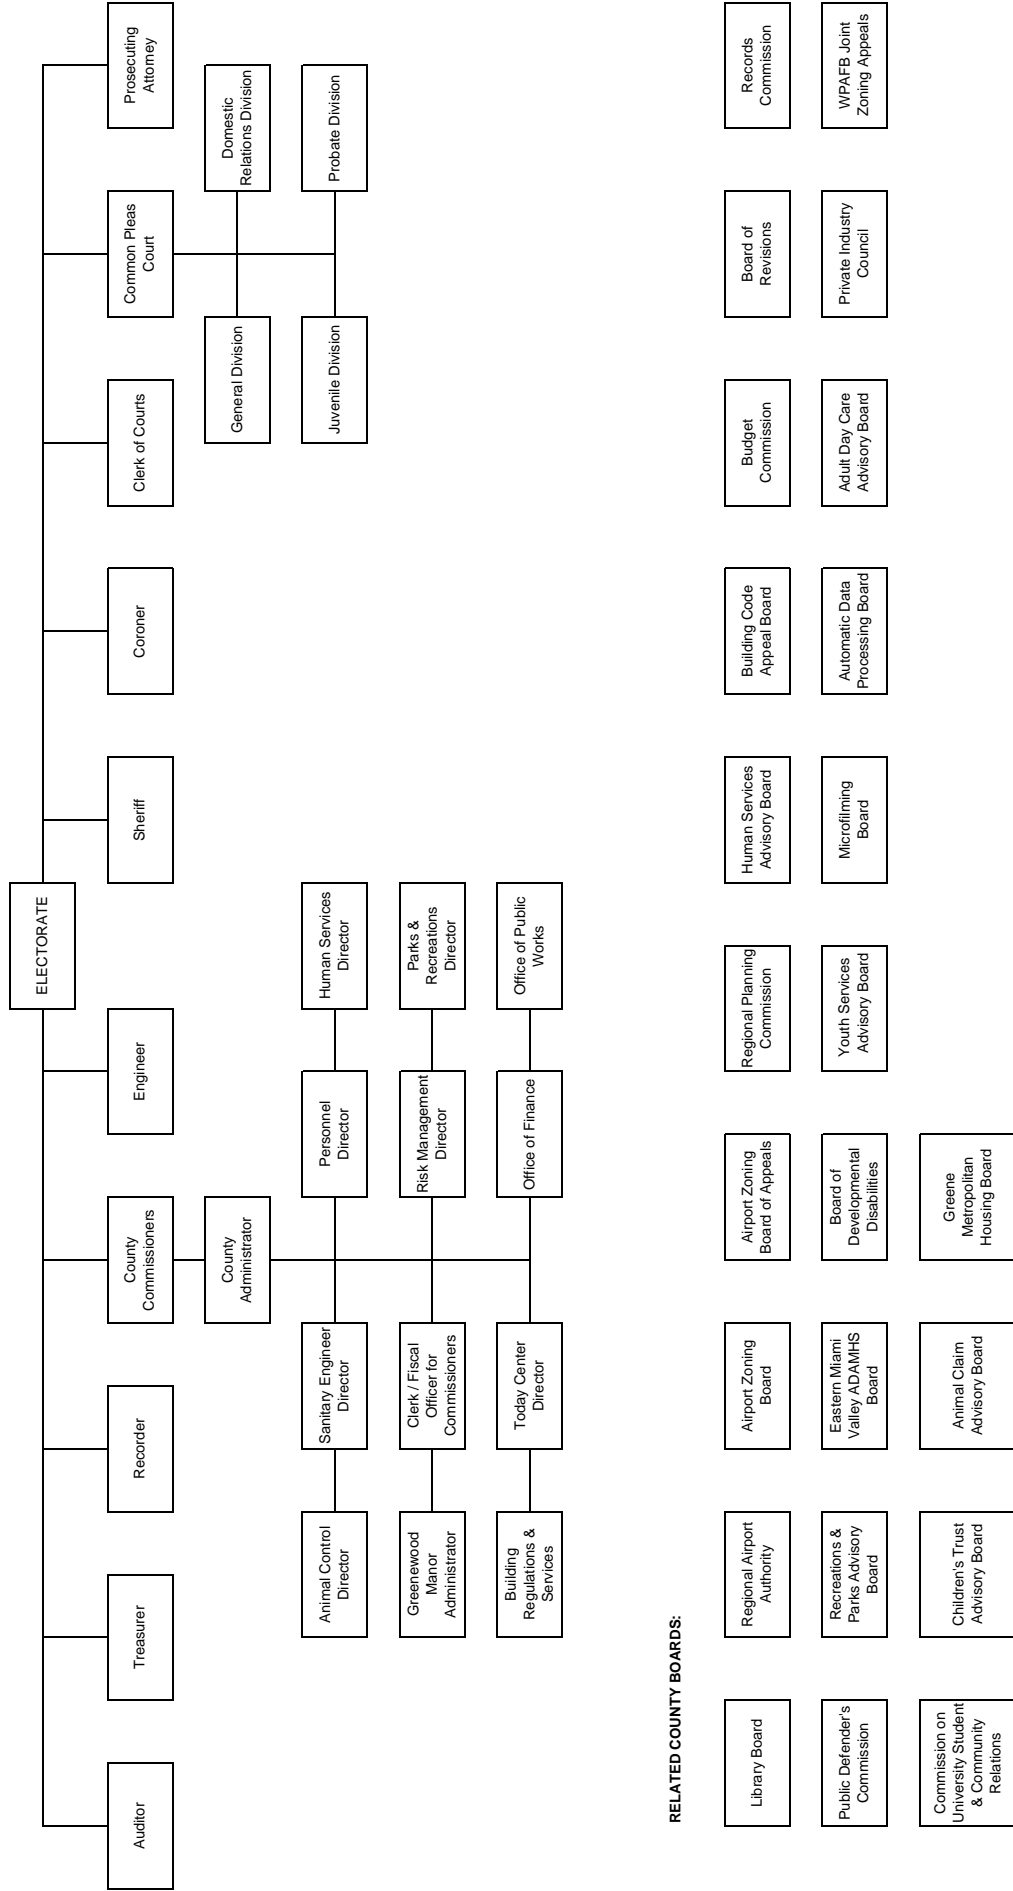 ELECTORATE
Auditor
Treasurer
Recorder
County
Commissioners
Engineer
Sheriff
Coroner
Clerk of Courts
Common Pleas
Court
Prosecuting
Attorney
County
Administrator
General Division
Domestic
Relations Division
Animal Control
Director
Sanitary Engineer
Director
Personnel
Director
Human Services
Director
Juvenile Division
Probate Division
Greenewood
Manor
Administrator
Clerk / Fiscal
Officer for
Commissioners
Risk Management
Director
Parks &
Recreations
Director
Building
Regulations &
Services
Today Center
Director
Office of Finance
Office of Public
Works
RELATED COUNTY BOARDS:
Library Board
Regional Airport
Authority
Airport Zoning
Board
Airport Zoning
Board of Appeals
Regional Planning
Commission
Human Services
Advisory Board
Building Code
Appeal Board
Budget
Commission
Board of
Revisions
Records
Commission
Public Defender's
Commission
Recreations &
Parks Advisory
Board
Eastern Miami
Valley ADAMHS
Board
Board of
Developmental
Disabilities
Youth Services
Advisory Board
Microfilming
Board
Automatic Data
Processing Board
Adult Day Care
Advisory Board
Private Industry
Council
WPAFB Joint
Zoning Appeals
Commission on
University Student
& Community
Relations
Children's Trust
Advisory Board
Animal Claim
Advisory Board
Greene
Metropolitan
Housing Board